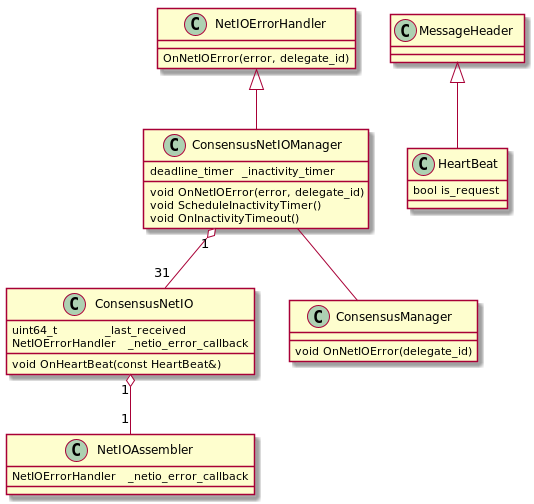 C NetIOErrorHandler
OnNetIOError(error, delegate_id)
C MessageHeader
C ConsensusNetIOManager
deadline_timer _inactivity_timer
void OnNetIOError(error, delegate_id)
void ScheduleInactivityTimer()
void OnInactivityTimeout()
C HeartBeat
bool is_request
1
31
C ConsensusNetIO
uint64_t _last_received
NetIOErrorHandler _netio_error_callback
void OnHeartBeat(const HeartBeat&)
C ConsensusManager
void OnNetIOError(delegate_id)
1
1
C NetIOAssembler
NetIOErrorHandler _netio_error_callback